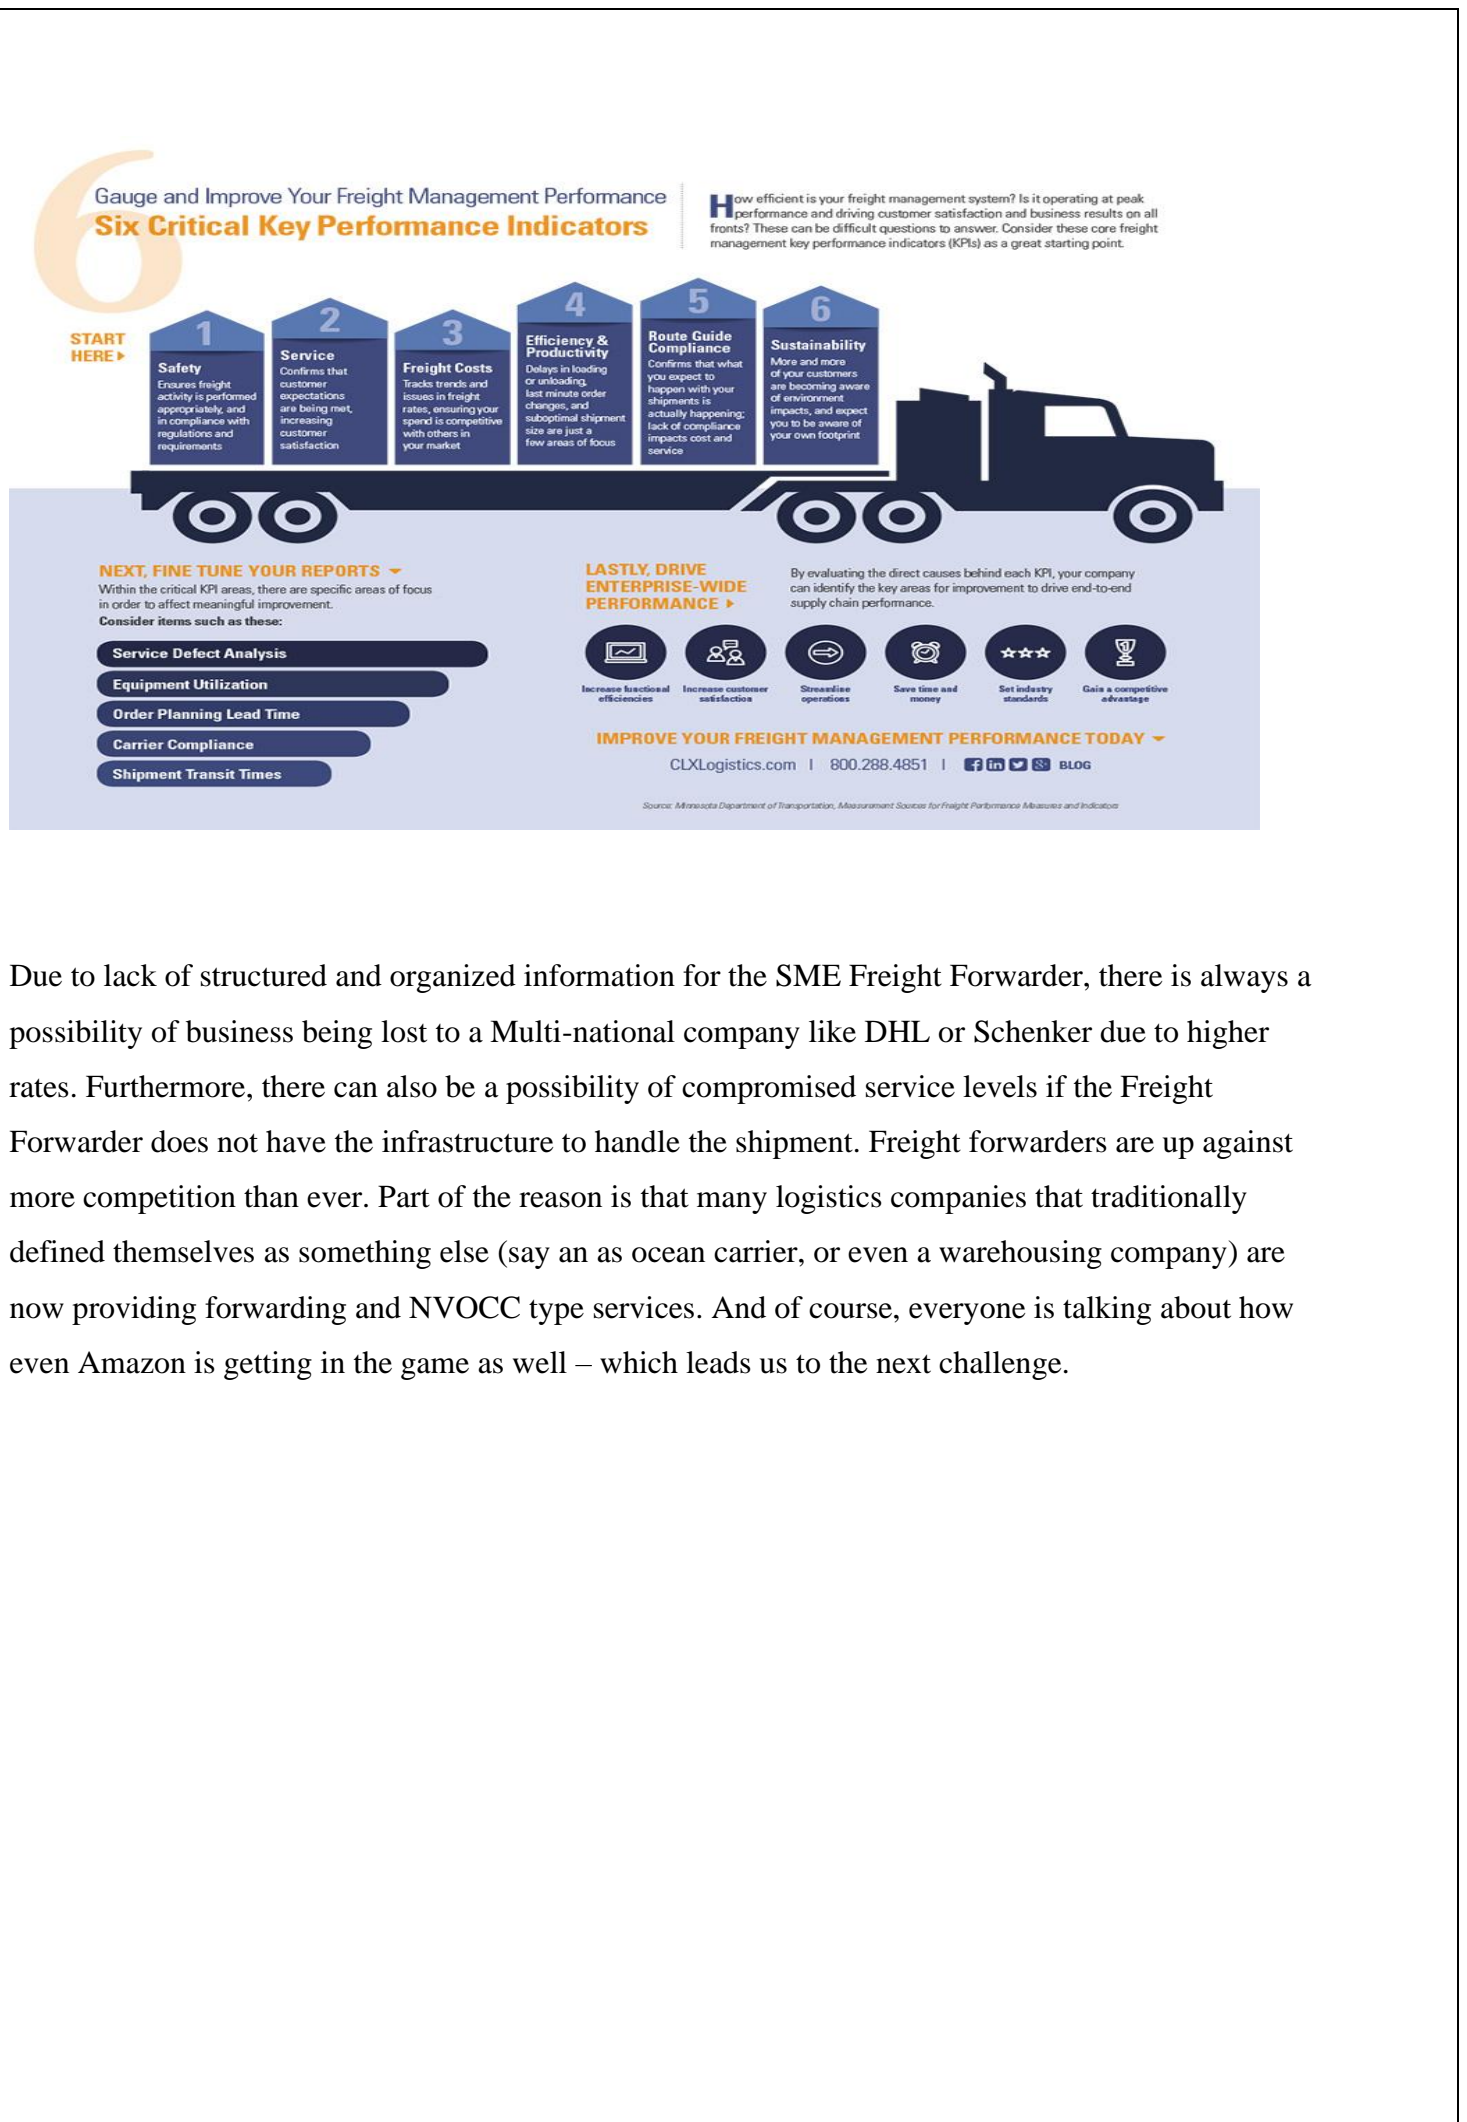 6
Gauge and Improve Your Freight Management Performance
Six Critical Key Performance Indicators
How efficient is your freight management system? Is it operating at peak
performance and driving customer satisfaction and business results on all
fronts? These can be difficult questions to answer. Consider these core freight
management key performance indicators (KPIs) as a great starting point.
START
HERE
1
Safety
Ensures freight
activity is performed
appropriately, and
in compliance with
regulations and
requirements
2
Service
Confirms that
customer
expectations
are being met,
increasing
customer
satisfaction
3
Freight Costs
Tracks trends and
issues in freight
rates, ensuring your
spend is competitive
with others in
your market
4
Efficiency &
Productivity
Delays in loading
or unloading,
last minute order
changes, and
suboptimal shipment
size are just a
few areas of focus
5
Route Guide
Compliance
Confirms that what
you expect to
happen with your
shipments is
actually happening;
lack of compliance
impacts cost and
service
6
Sustainability
More and more
of your customers
are becoming aware
of environment
impacts, and expect
you to be aware of
your own footprint
NEXT, FINE TUNE YOUR REPORTS
Within the critical KPI areas, there are specific areas of focus
in order to affect meaningful improvement.
Consider items such as these:
Service Defect Analysis
Equipment Utilization
Order Planning Lead Time
Carrier Compliance
Shipment Transit Times
LASTLY, DRIVE
ENTERPRISE-WIDE
PERFORMANCE
By evaluating the direct causes behind each KPI, your company
can identify the key areas for improvement to drive end-to-end
supply chain performance.
Increase functional
efficiencies
Increase customer
satisfaction
Streamline
operations
Save time and
money
Set industry
standards
1
Gain a competitive
advantage
IMPROVE YOUR FREIGHT MANAGEMENT PERFORMANCE TODAY
CLXLogistics.com | 800.288.4851 | BLOG
Source: Minnesota Department of Transportation, Measurement Sources for Freight Performance Measures and Indicators
Due to lack of structured and organized information for the SME Freight Forwarder, there is always a
possibility of business being lost to a Multi-national company like DHL or Schenker due to higher
rates. Furthermore, there can also be a possibility of compromised service levels if the Freight
Forwarder does not have the infrastructure to handle the shipment. Freight forwarders are up against
more competition than ever. Part of the reason is that many logistics companies that traditionally
defined themselves as something else (say an as ocean carrier, or even a warehousing company) are
now providing forwarding and NVOCC type services. And of course, everyone is talking about how
even Amazon is getting in the game as well – which leads us to the next challenge.